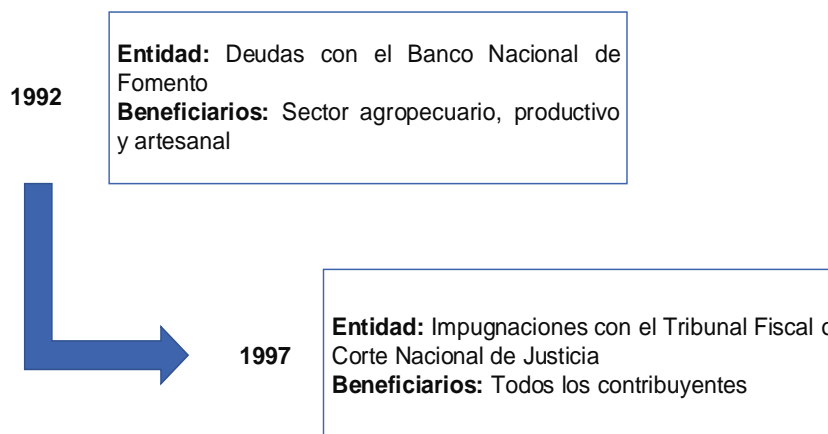 1992
Entidad: Deudas con el Banco Nacional de
Fomento
Beneficiarios: Sector agropecuario, productivo
y artesanal
1997
Entidad: Impugnaciones con el Tribunal Fiscal
Corte Nacional de Justicia
Beneficiarios: Todos los contribuyentes